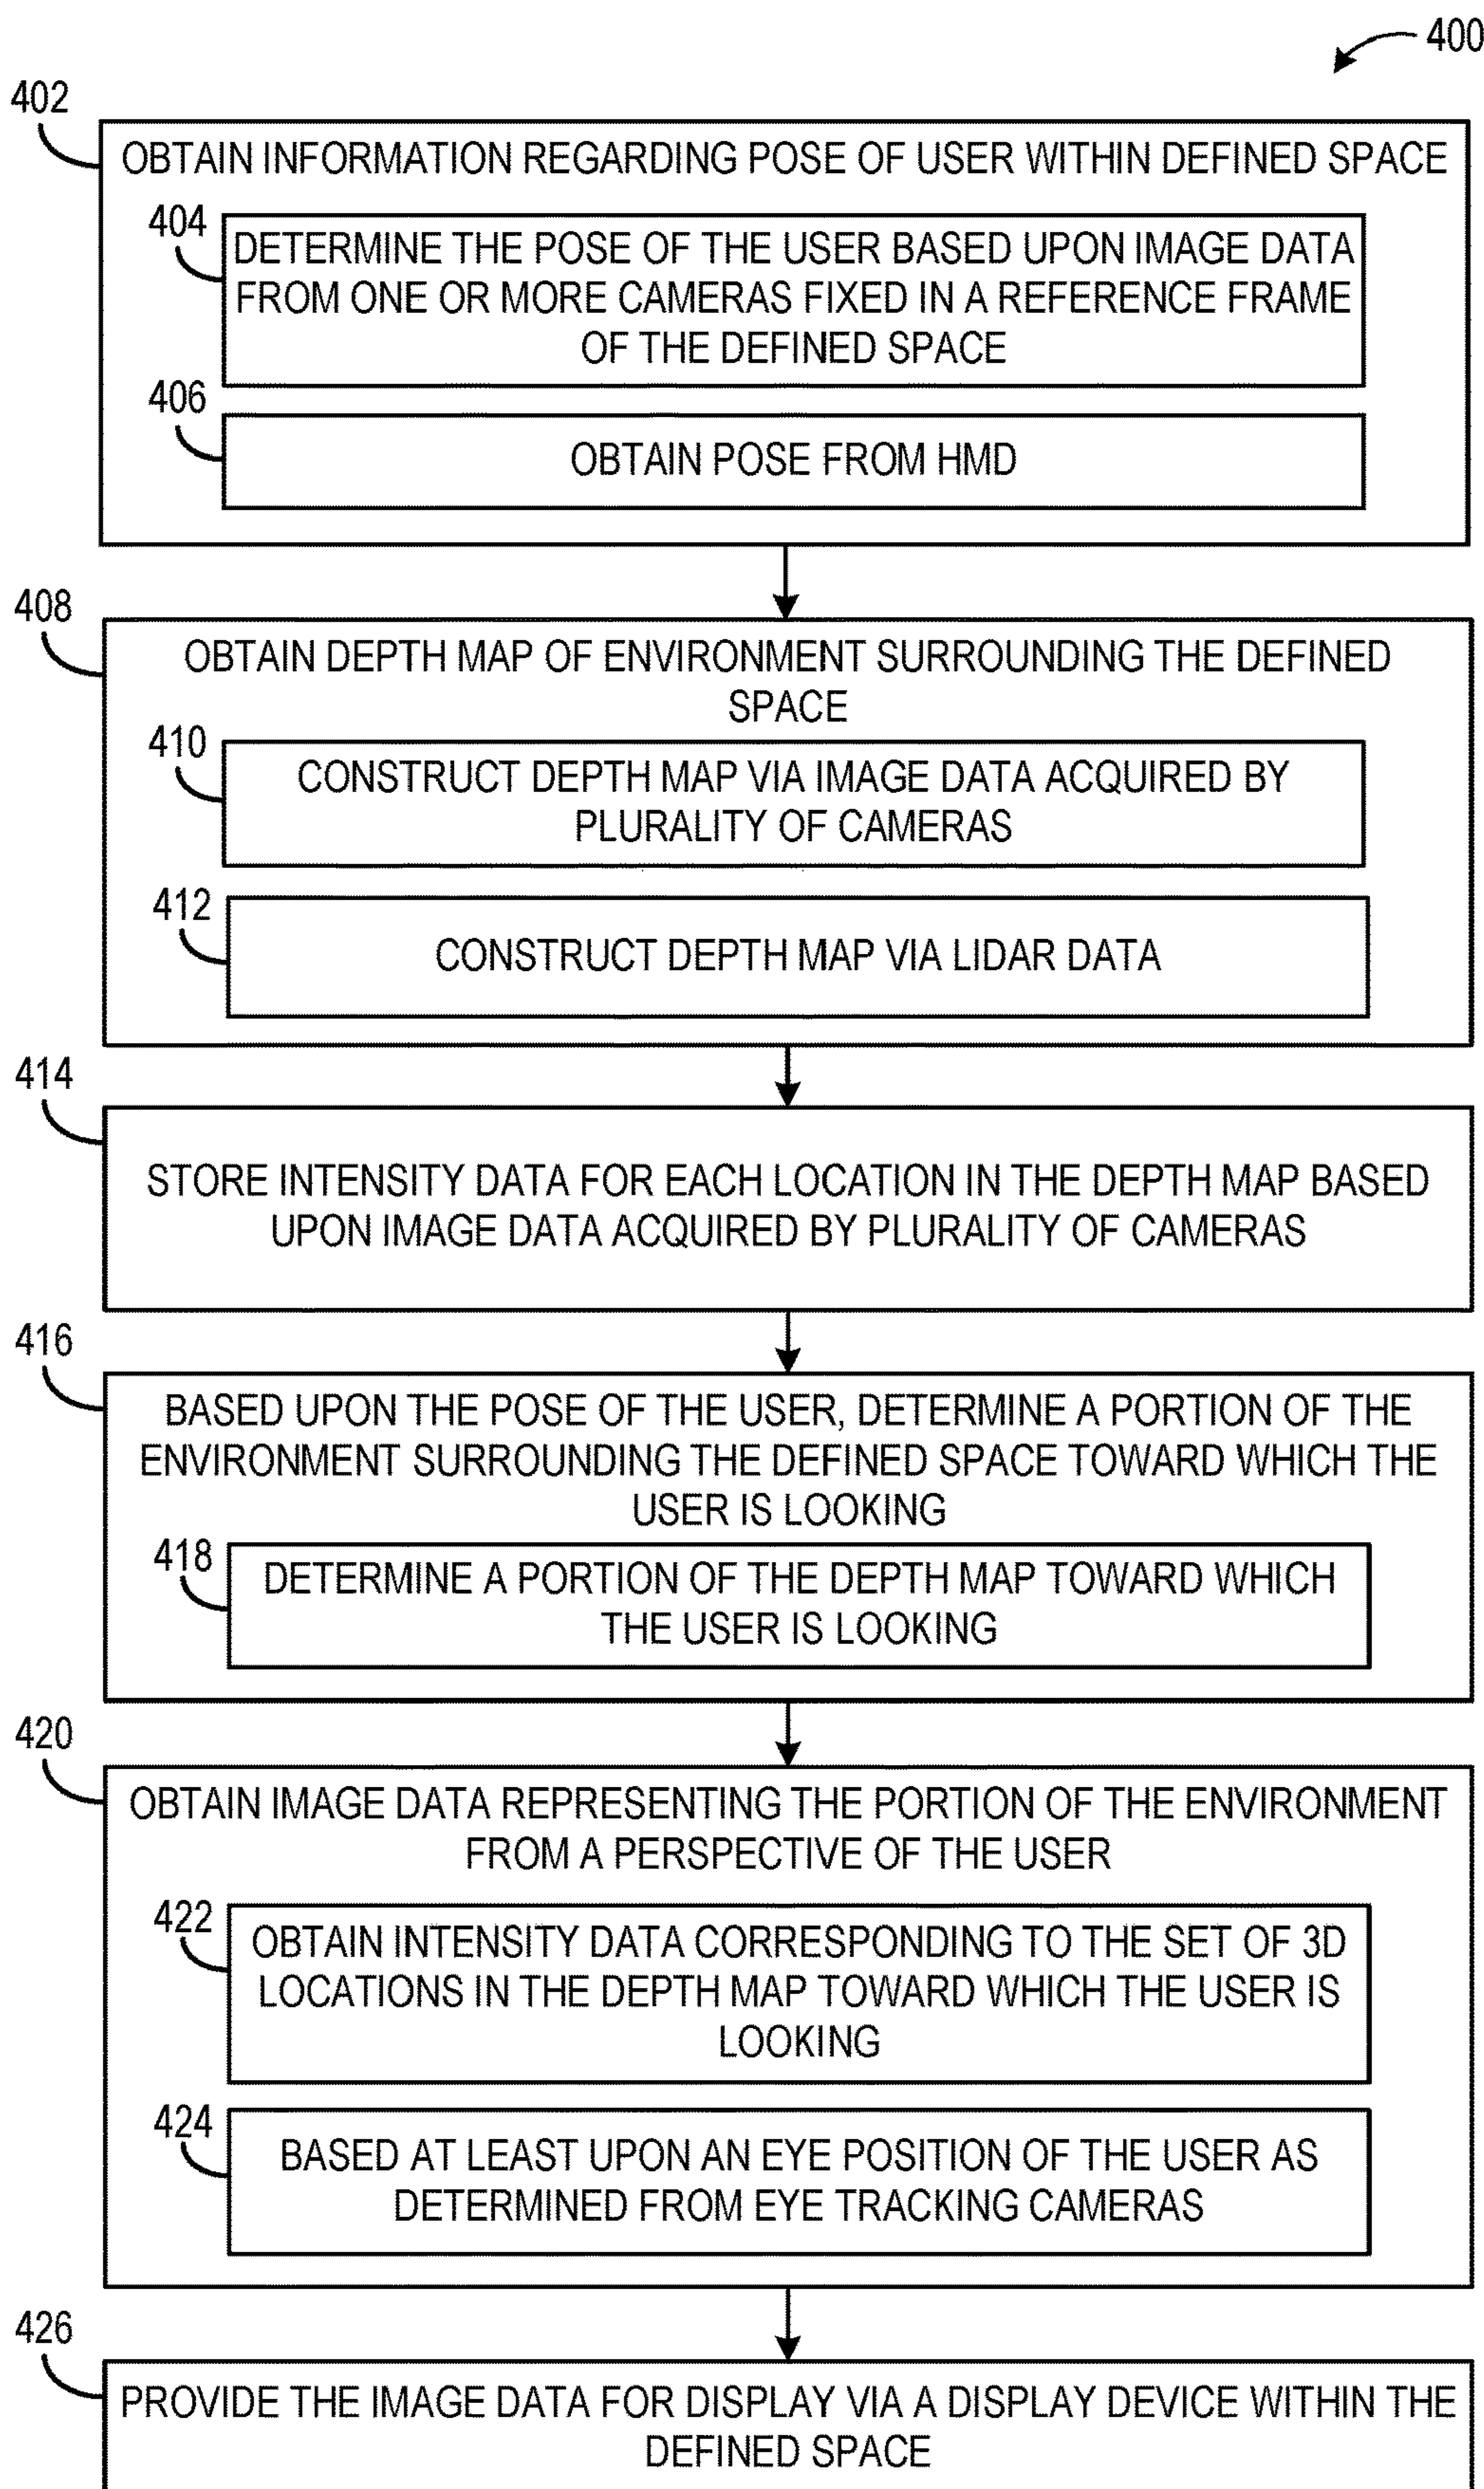 400
402
OBTAIN INFORMATION REGARDING POSE OF USER WITHIN DEFINED SPACE
404
DETERMINE THE POSE OF THE USER BASED UPON IMAGE DATA
FROM ONE OR MORE CAMERAS FIXED IN A REFERENCE FRAME
OF THE DEFINED SPACE
406
OBTAIN POSE FROM HMD
408
OBTAIN DEPTH MAP OF ENVIRONMENT SURROUNDING THE DEFINED
SPACE
410
CONSTRUCT DEPTH MAP VIA IMAGE DATA ACQUIRED BY
PLURALITY OF CAMERAS
412
CONSTRUCT DEPTH MAP VIA LIDAR DATA
414
STORE INTENSITY DATA FOR EACH LOCATION IN THE DEPTH MAP BASED
UPON IMAGE DATA ACQUIRED BY PLURALITY OF CAMERAS
416
BASED UPON THE POSE OF THE USER, DETERMINE A PORTION OF THE
ENVIRONMENT SURROUNDING THE DEFINED SPACE TOWARD WHICH THE
USER IS LOOKING
418
DETERMINE A PORTION OF THE DEPTH MAP TOWARD WHICH
THE USER IS LOOKING
420
OBTAIN IMAGE DATA REPRESENTING THE PORTION OF THE ENVIRONMENT
FROM A PERSPECTIVE OF THE USER
422
OBTAIN INTENSITY DATA CORRESPONDING TO THE SET OF 3D
LOCATIONS IN THE DEPTH MAP TOWARD WHICH THE USER IS
LOOKING
424
BASED AT LEAST UPON AN EYE POSITION OF THE USER AS
DETERMINED FROM EYE TRACKING CAMERAS
426
PROVIDE THE IMAGE DATA FOR DISPLAY VIA A DISPLAY DEVICE WITHIN THE
DEFINED SPACE